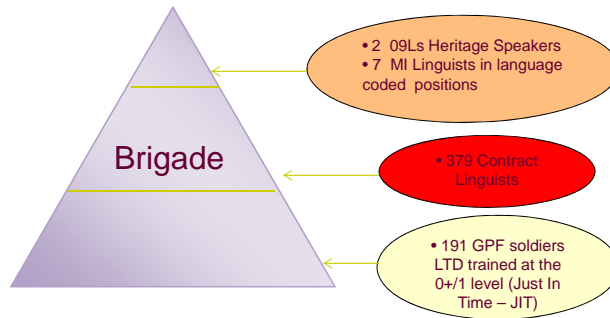 • 2 09Ls Heritage Speakers
• 7 MI Linguists in language
coded positions
Brigade
• 379 Contract
Linguists
• 191 GPF soldiers
LTD trained at the
0+/1 level (Just In
Time – JIT)